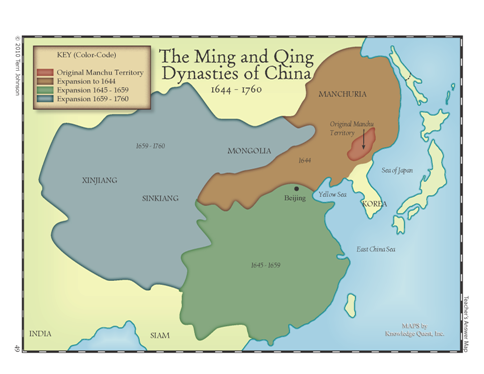 © 2010 Terri Johnson
KEY (Color-Code)
Original Manchu Territory
Expansion to 1644
Expansion 1645 - 1659
Expansion 1659 - 1760
The Ming and Qing
Dynasties of China
1644 - 1760
MANCHURIA
Original Manchu
Territory
1659 - 1760
MONGOLIA
1644
Sea of Japan
XINJIANG
SINKIANG
Beijing
Yellow Sea
KOREA
East China Sea
1645 - 1659
INDIA
SIAM
MAPS by
Knowledge Quest, Inc.
Teacher's Answer Map
49